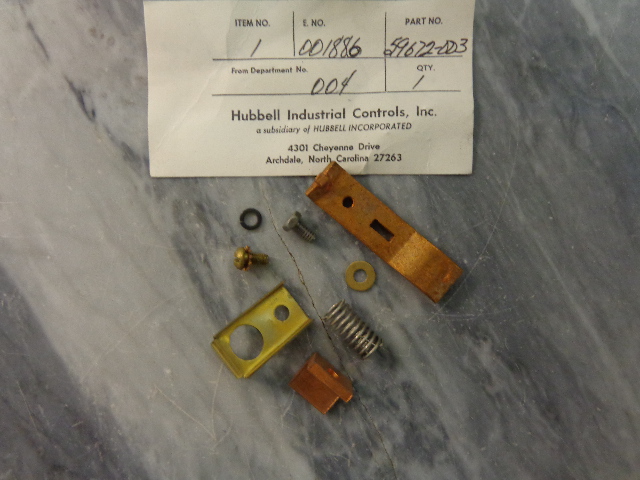 ITEM NO. E. NO. PART NO.
1 001886 59672-003
From Department No. QTY.
004 1
Hubbell Industrial Controls, Inc.
a subsidiary of HUBBELL INCORPORATED
4301 Cheyenne Drive
Archdale, North Carolina 27263